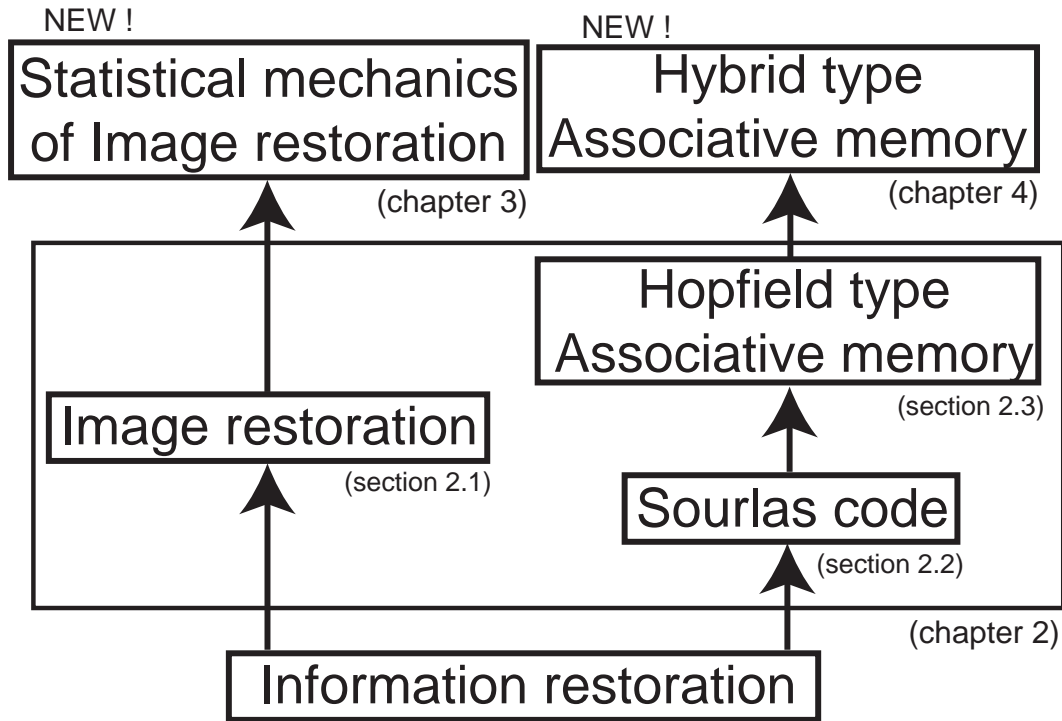 NEW !
Statistical mechanics
of Image restoration
(chapter 3)
NEW !
Hybrid type
Associative memory
(chapter 4)
Hopfield type
Associative memory
(section 2.3)
Image restoration
(section 2.1)
Sourlas code
(section 2.2)
(chapter 2)
Information restoration